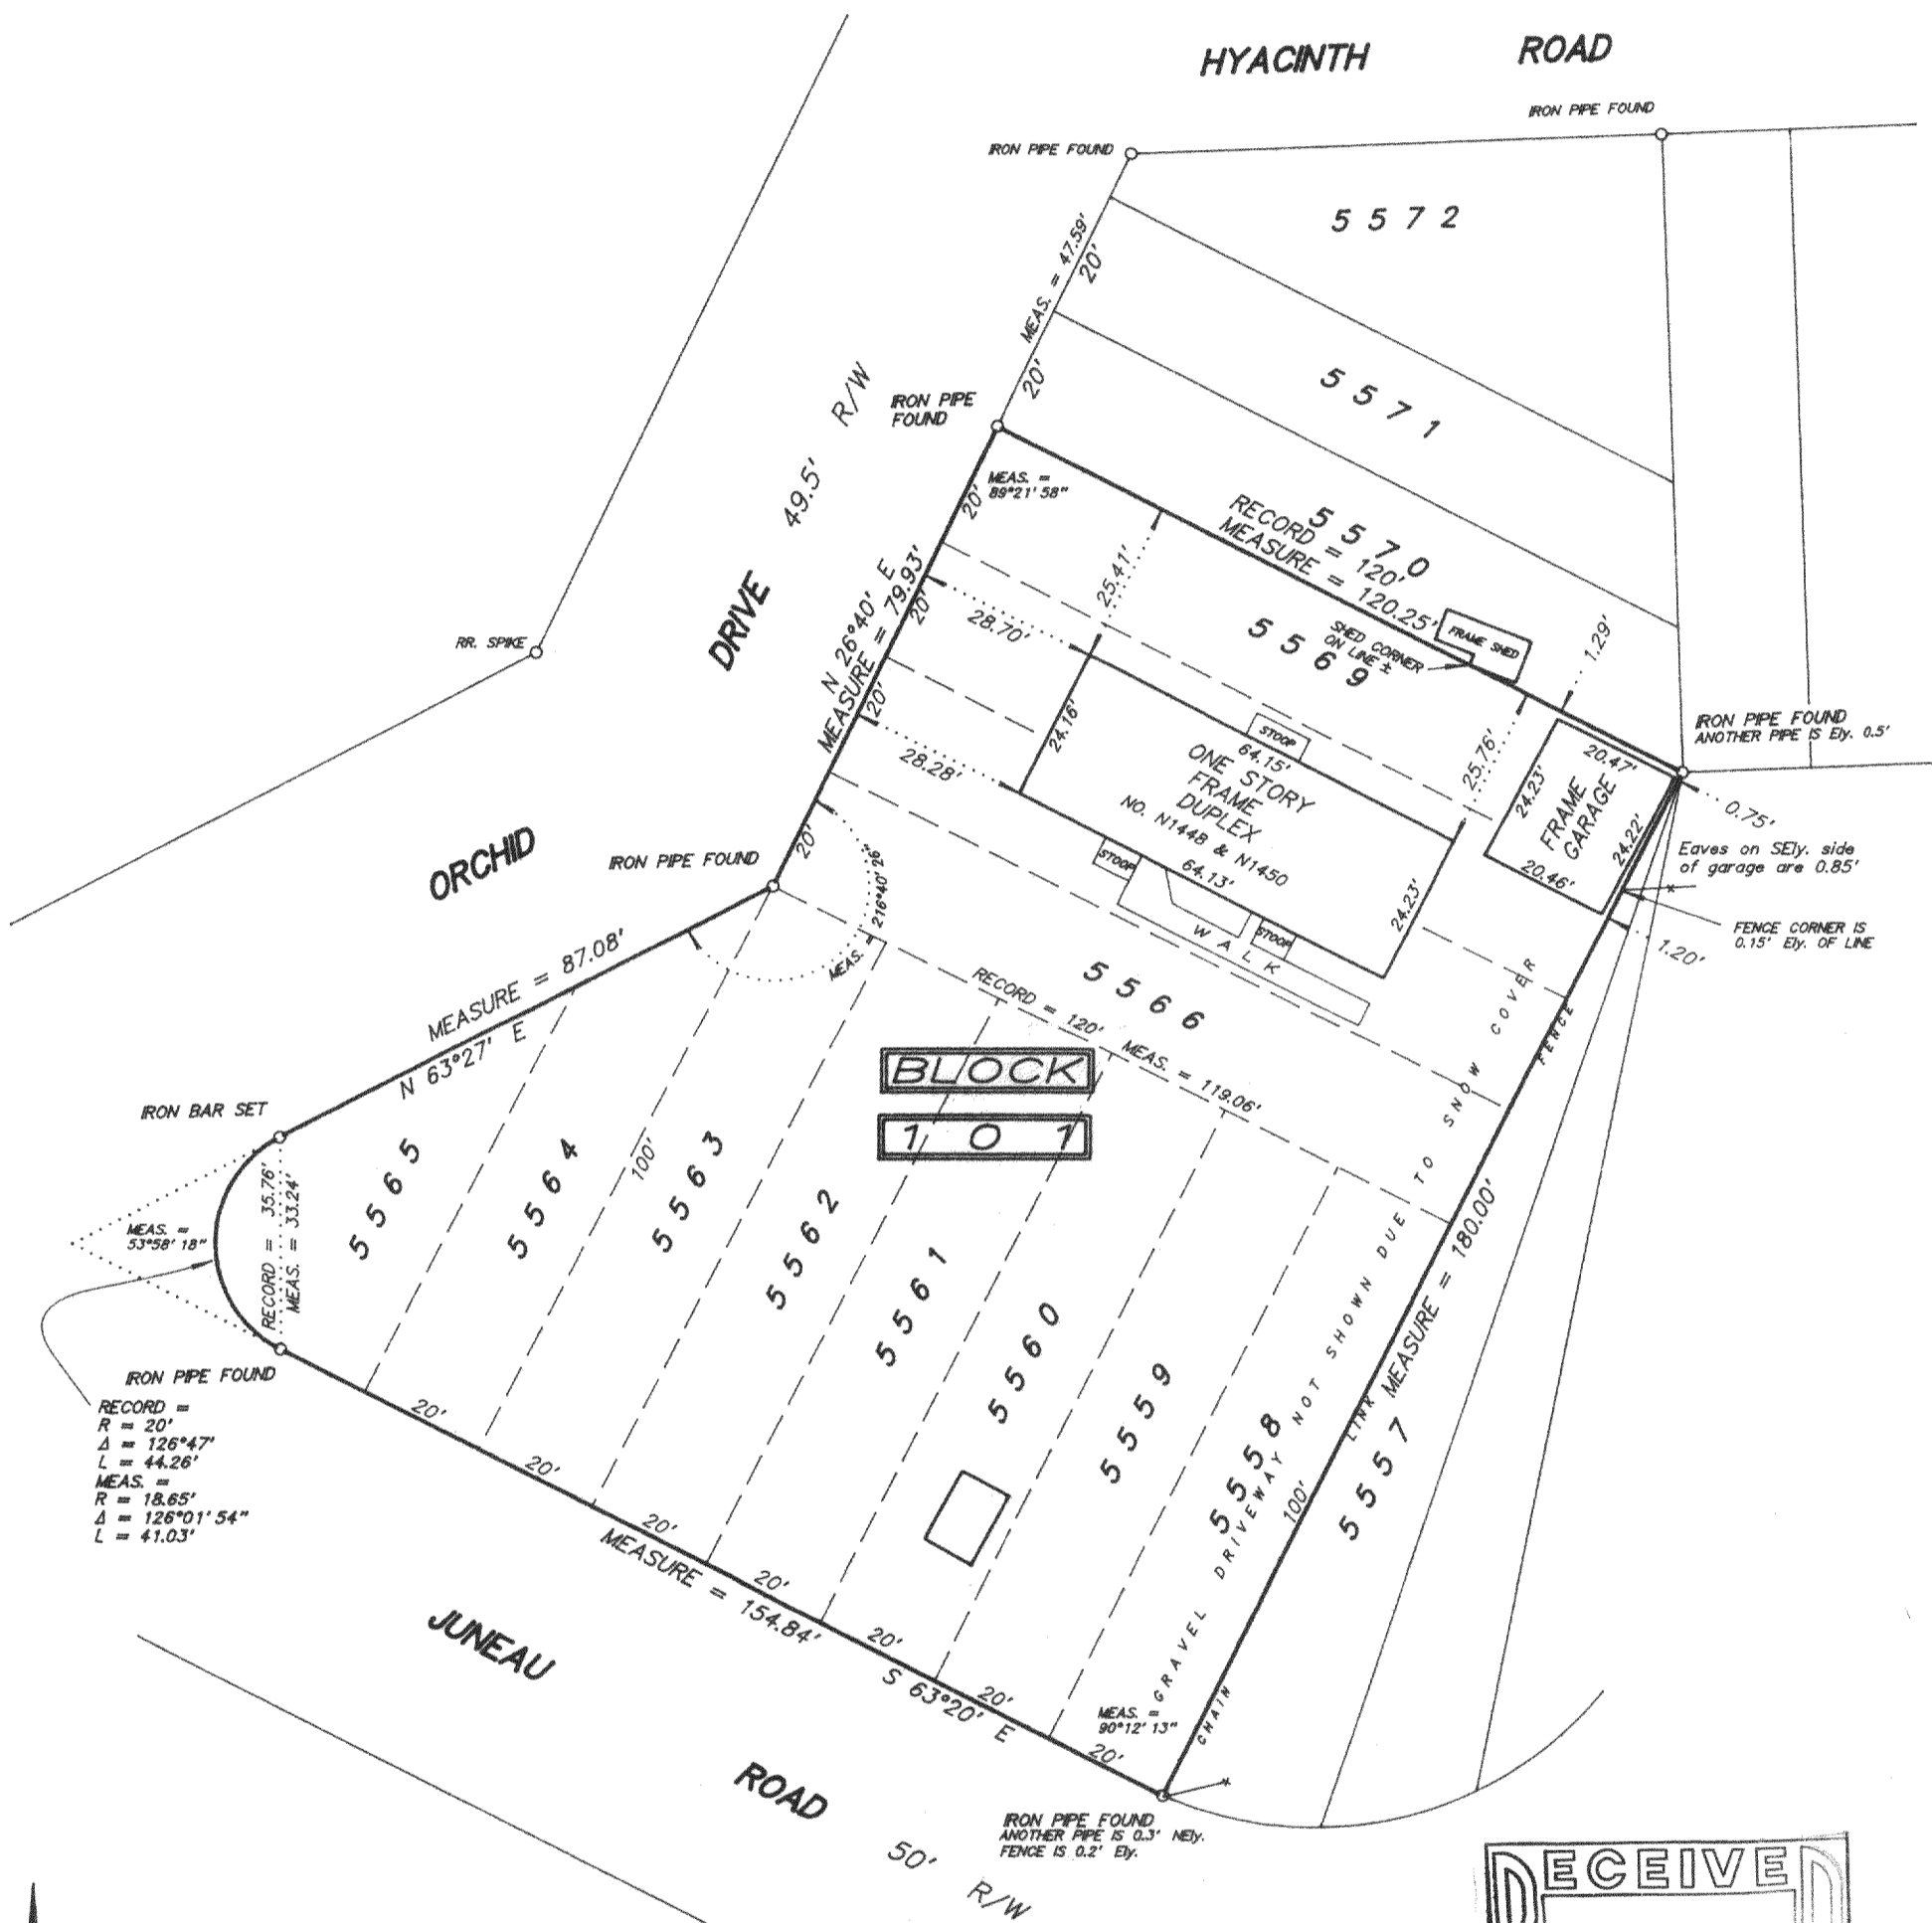 HYACINTH ROAD
IRON PIPE FOUND
IRON PIPE FOUND
5572
MEAS. = 47.59'
20'
20'
5571
IRON PIPE
FOUND
DRIVE 49.5' R/W
MEAS. =
89°21'58"
20'
N 26°40' E
MEASURE = 79.93'
20'
20'
20'
5570
RECORD = 120'
MEASURE = 120.25'
25.41'
28.70'
28.28'
5569
SHED CORNER
ON LINE ±
FRAME SHED
1.29'
RR. SPIKE
24.16'
STOOP
64.15'
ONE STORY
FRAME
DUPLEX
NO. N1448 & N1450
64.13'
24.23'
STOOP
STOOP
WALK
25.76'
20.47'
24.23'
FRAME
GARAGE
24.22'
20.46'
IRON PIPE FOUND
ANOTHER PIPE IS Ely. 0.5'
0.75'
Eaves on SEly. side
of garage are 0.85'
FENCE CORNER IS
0.15' Ely. OF LINE
1.20'
ORCHID
IRON PIPE FOUND
MEAS. = 216°40'26"
MEASURE = 87.08'
N 63°27' E
5566
RECORD = 120'
MEAS. = 119.06'
BLOCK
101
IRON BAR SET
RECORD = 35.76'
MEAS. = 33.24'
MEAS. =
53°58'18"
5565
5564
100'
5563
5562
5561
5560
5559
5558
5557
GRAVEL DRIVEWAY NOT SHOWN DUE TO SNOW COVER
CHAIN LINK FENCE
MEASURE = 180.00'
100'
IRON PIPE FOUND
RECORD =
R = 20'
Δ = 126°47'
L = 44.26'
MEAS. =
R = 18.65'
Δ = 126°01'54"
L = 41.03'
20'
20'
20'
20'
20'
20'
20'
MEASURE = 154.84'
S 63°20' E
MEAS. =
90°12'13"
JUNEAU ROAD 50' R/W
IRON PIPE FOUND
ANOTHER PIPE IS 0.3' NEly.
FENCE IS 0.2' Ely.